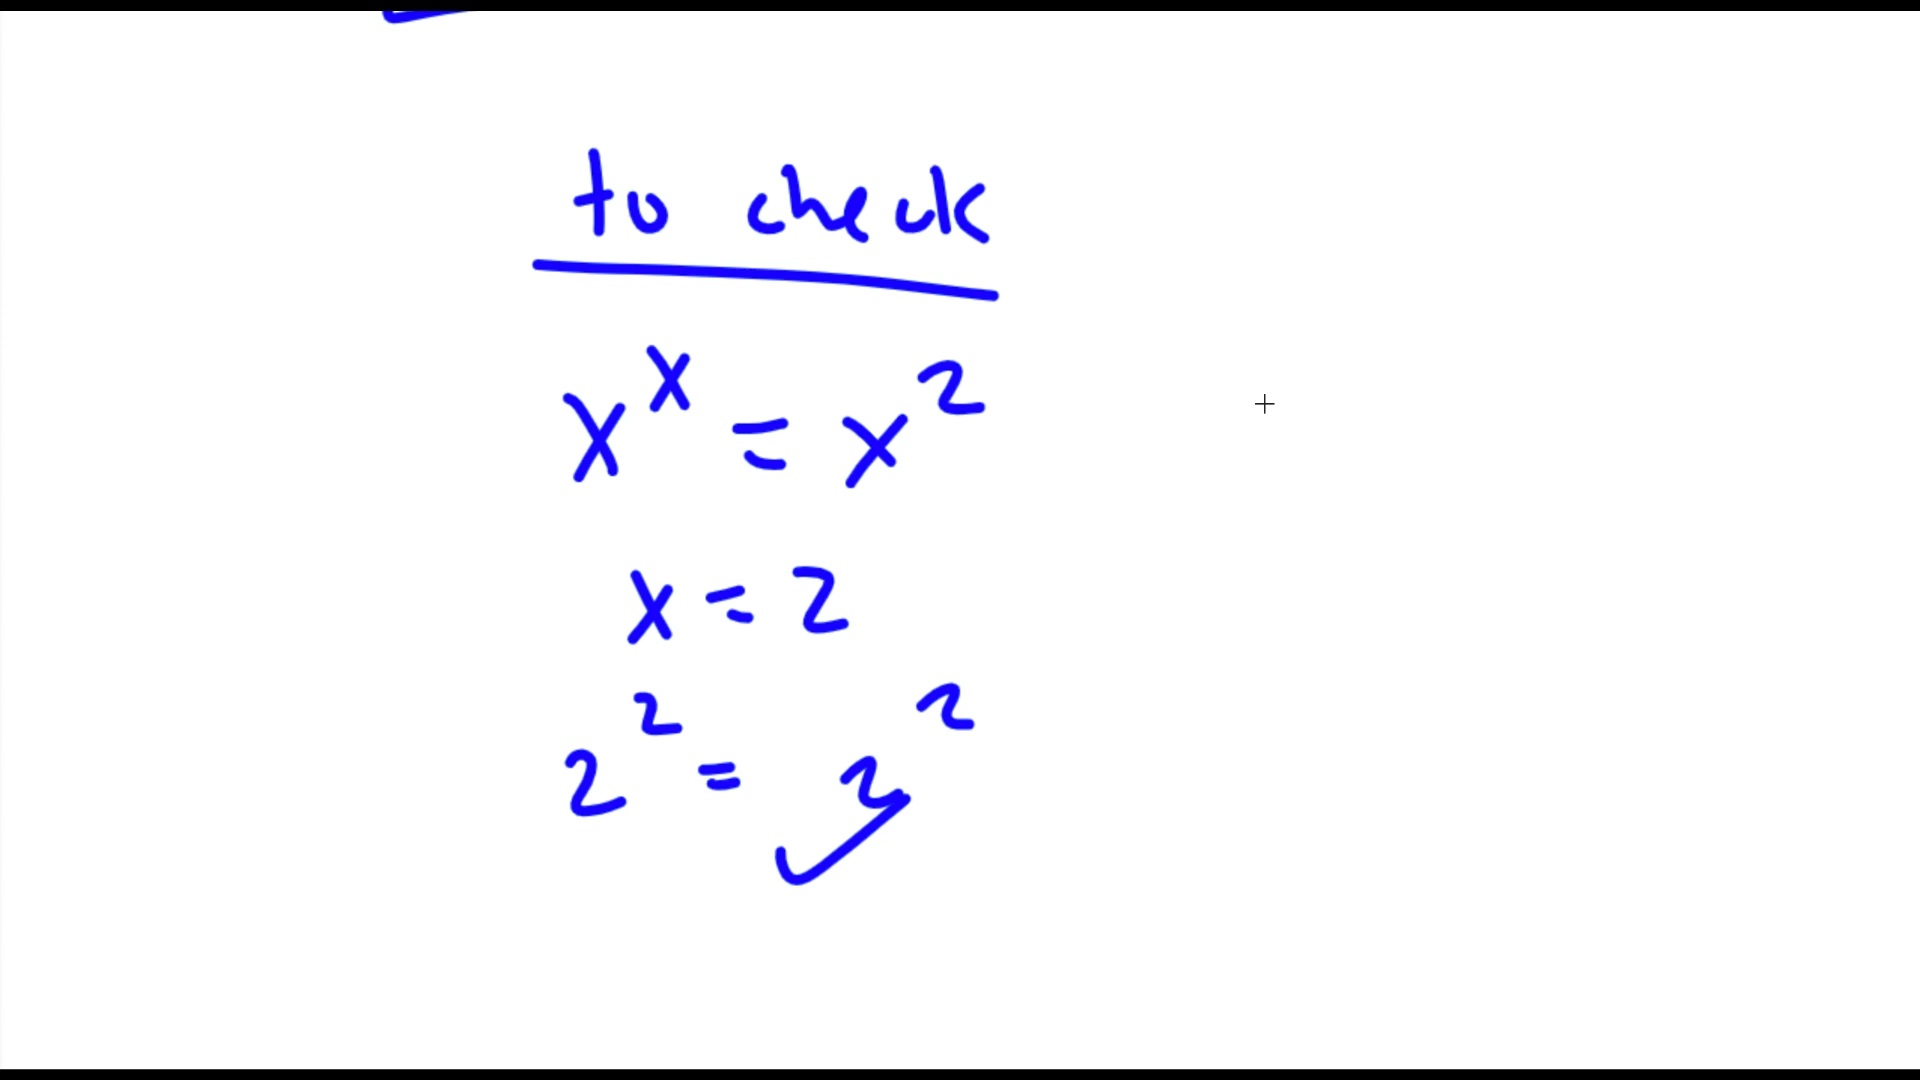 to check
x^x = x^2
x = 2
2^2 = 2^2